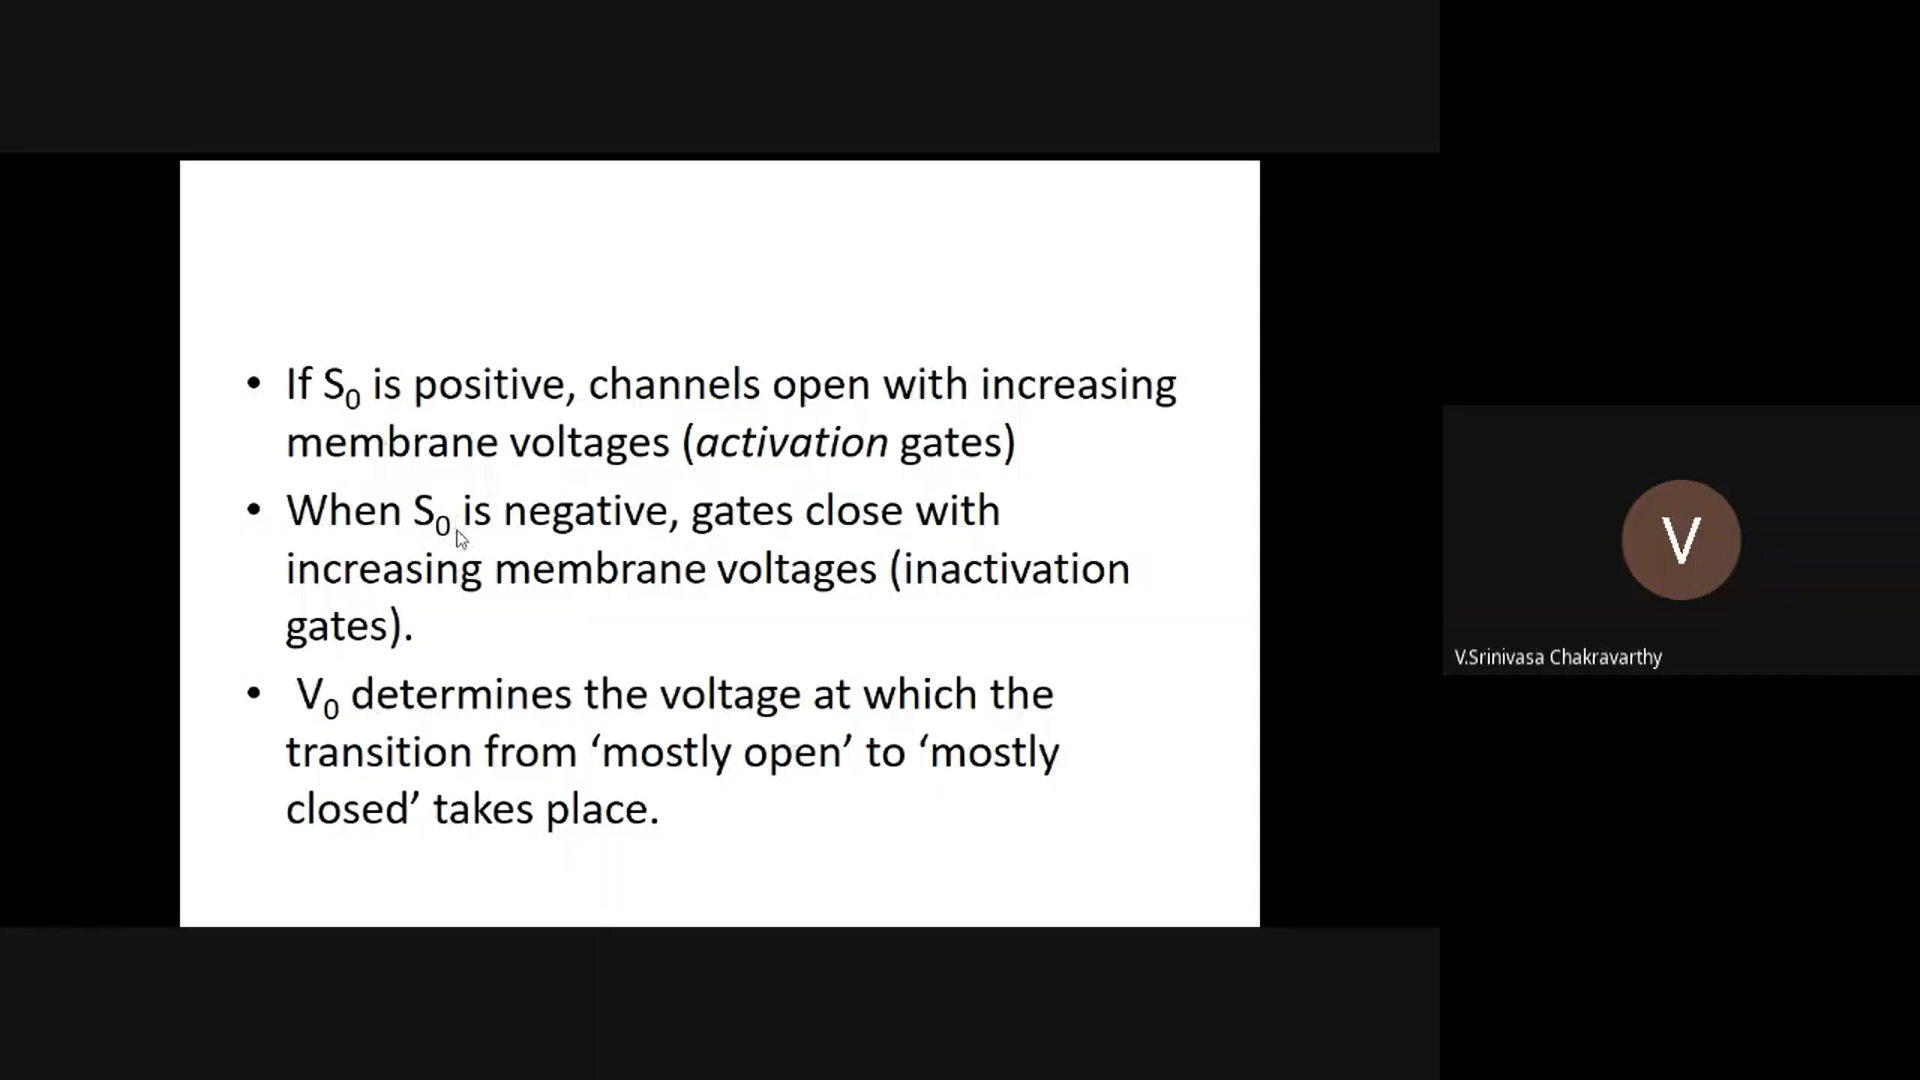 • If S₀ is positive, channels open with increasing
membrane voltages (activation gates)
• When S₀ is negative, gates close with
increasing membrane voltages (inactivation
gates).
• V₀ determines the voltage at which the
transition from ‘mostly open’ to ‘mostly
closed’ takes place.
V
V.Srinivasa Chakravarthy